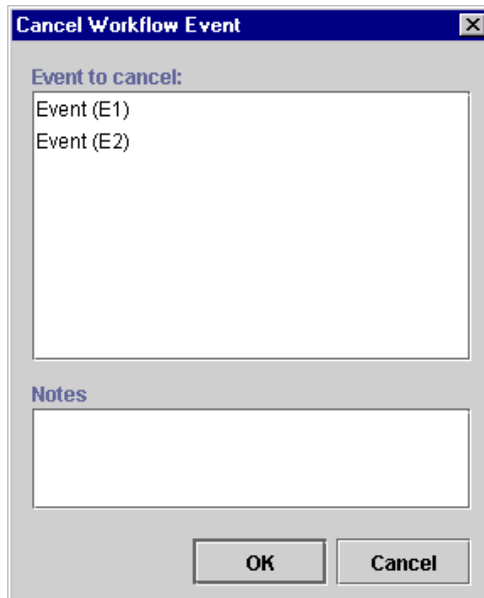 Cancel Workflow Event
Event to cancel:
Event (E1)
Event (E2)
Notes
OK Cancel